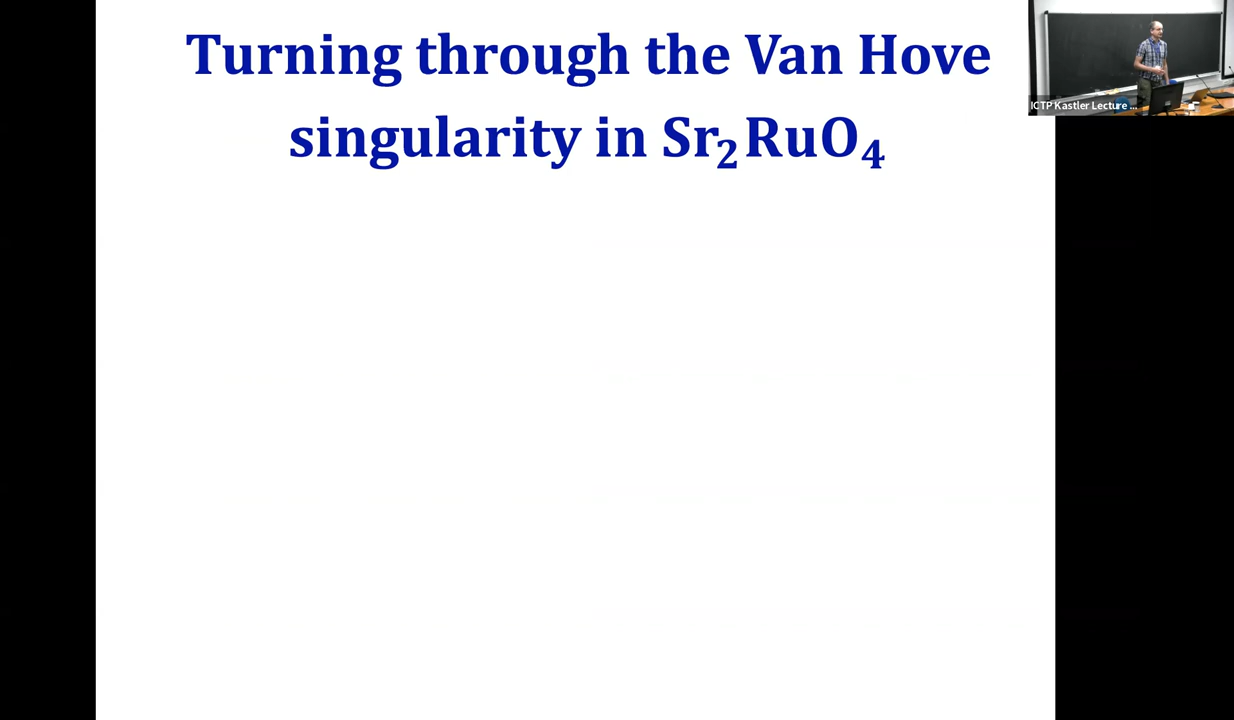 Turning through the Van Hove
singularity in Sr₂RuO₄
ICTP Kastler Lecture ...